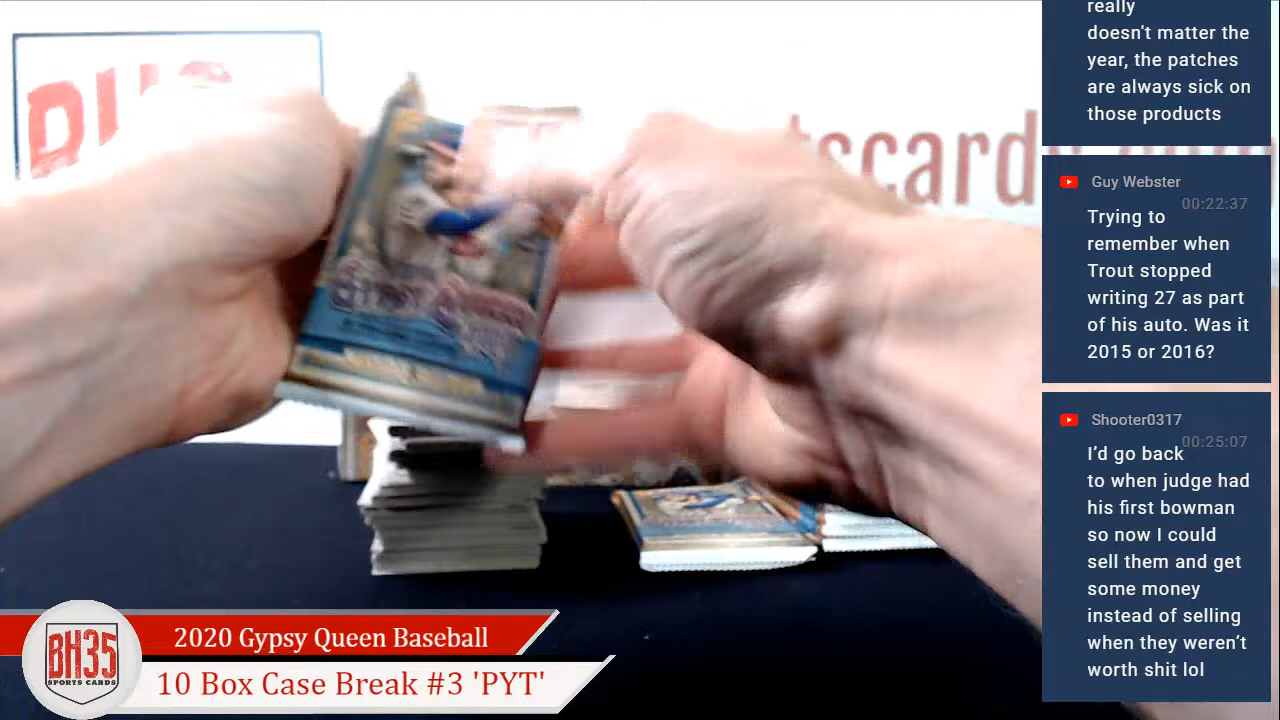 really
doesn't matter the
year, the patches
are always sick on
those products
Guy Webster
00:22:37
Trying to
remember when
Trout stopped
writing 27 as part
of his auto. Was it
2015 or 2016?
Shooter0317
00:25:07
I'd go back
to when judge had
his first bowman
so now I could
sell them and get
some money
instead of selling
when they weren't
worth shit lol
tscards
2020 Gypsy Queen Baseball
10 Box Case Break #3 'PYT'
BH35
SPORTS CARDS